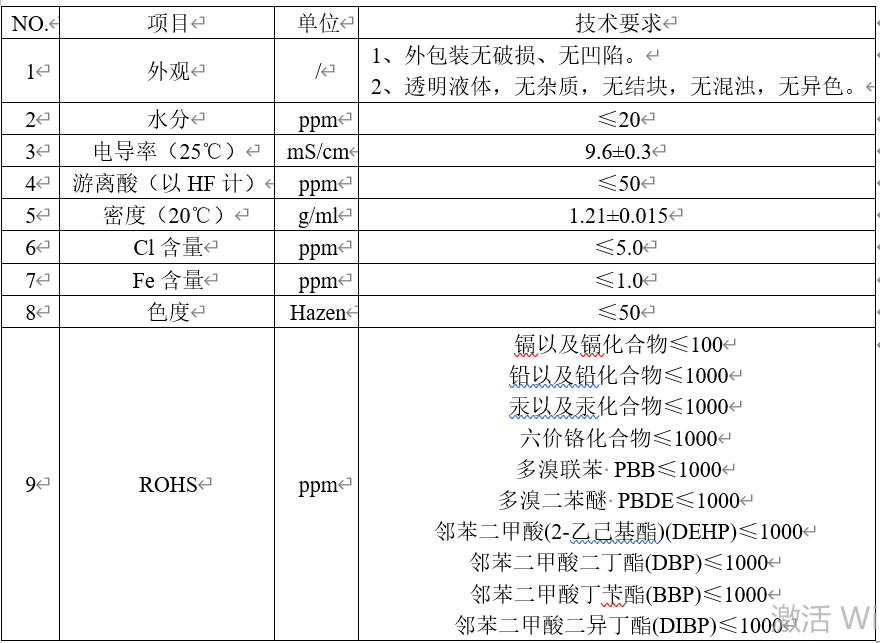 NO. 项目 单位 技术要求
1 外观 / 1、外包装无破损、无凹陷。
2、透明液体，无杂质，无结块，无混浊，无异色。
2 水分 ppm ≤20
3 电导率（25℃） mS/cm 9.6±0.3
4 游离酸（以 HF 计） ppm ≤50
5 密度（20℃） g/ml 1.21±0.015
6 Cl 含量 ppm ≤5.0
7 Fe 含量 ppm ≤1.0
8 色度 Hazen ≤50
9 ROHS ppm 镉以及镉化合物≤100
铅以及铅化合物≤1000
汞以及汞化合物≤1000
六价铬化合物≤1000
多溴联苯 PBB≤1000
多溴二苯醚 PBDE≤1000
邻苯二甲酸(2-乙己基酯)(DEHP)≤1000
邻苯二甲酸二丁酯(DBP)≤1000
邻苯二甲酸丁苄酯(BBP)≤1000
邻苯二甲酸二异丁酯(DIBP)≤1000
激活 Wi